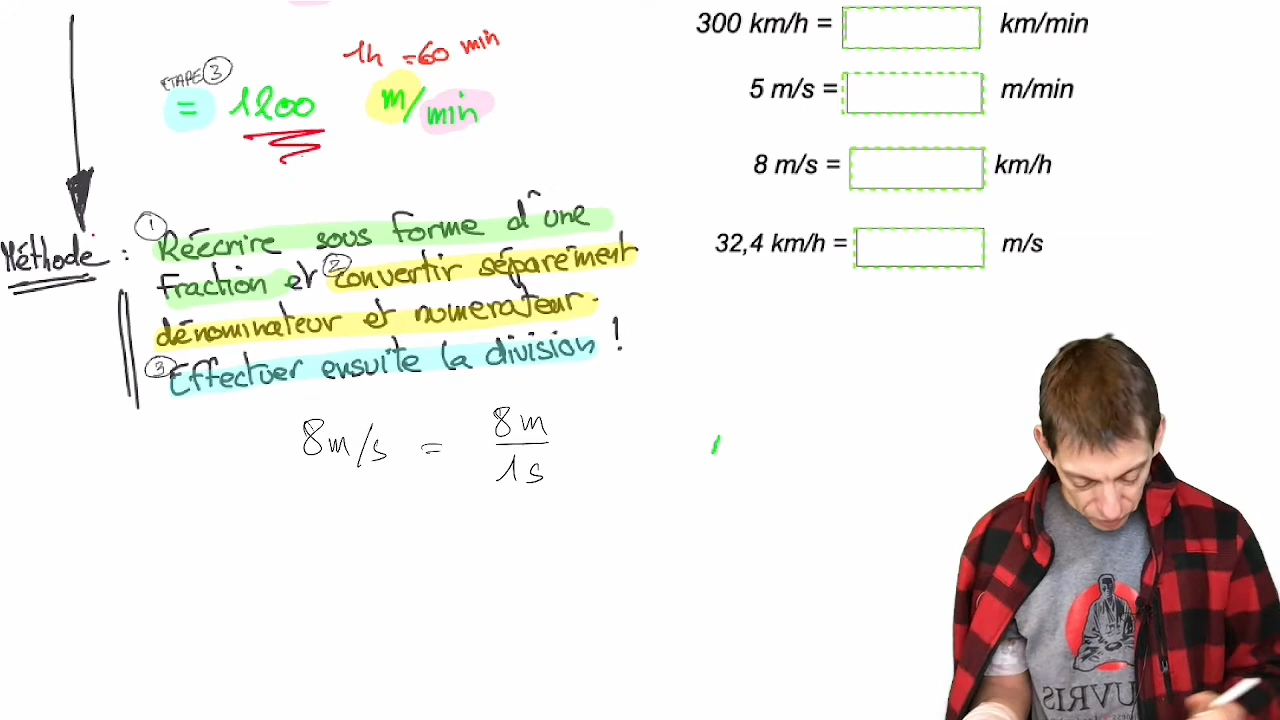 1h = 60 min
ETAPE ③
= 1200 m/min
Méthode : ① Réécrire sous forme d'une
fraction et ② convertir séparément
dénominateur et numerateur.
③ Effectuer ensuite la division !
8m/s = 8m
1s
300 km/h = km/min
5 m/s = m/min
8 m/s = km/h
32,4 km/h = m/s
UVRIS